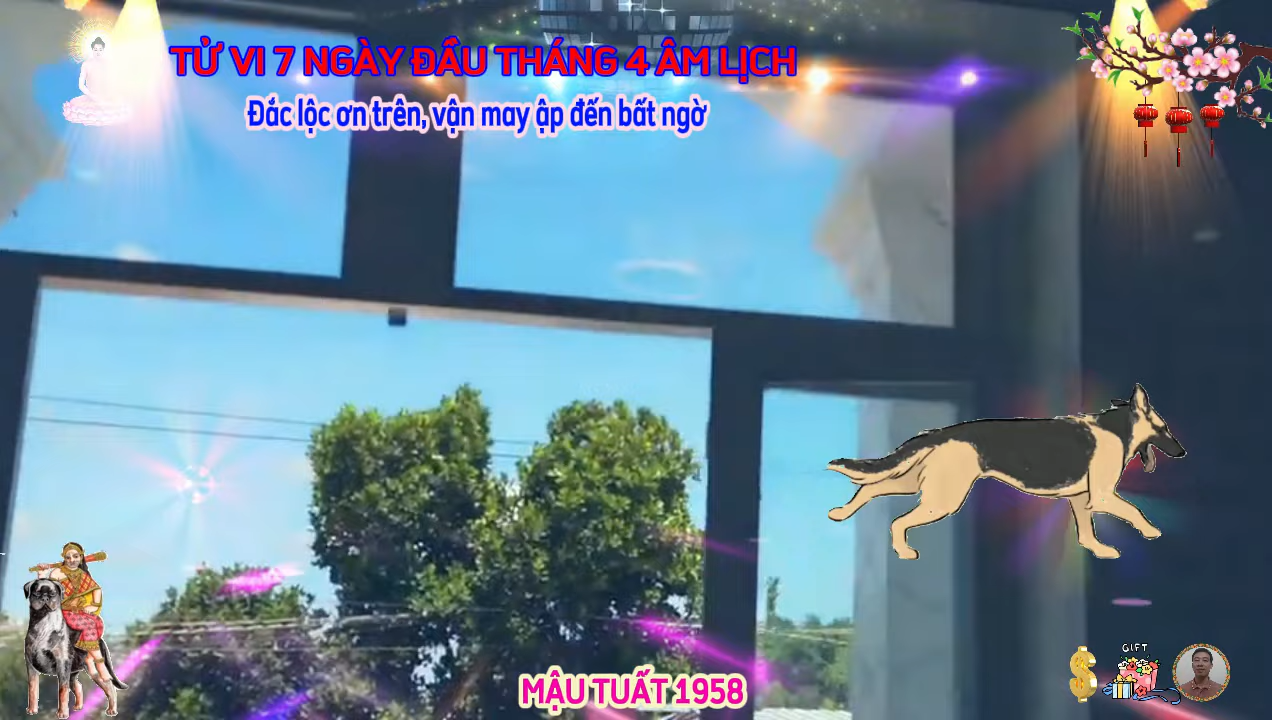 TỬ VI 7 NGÀY ĐẦU THÁNG 4 ÂM LỊCH
Đắc lộc ơn trên, vận may ập đến bất ngờ
GIFT
MẬU TUẤT 1958